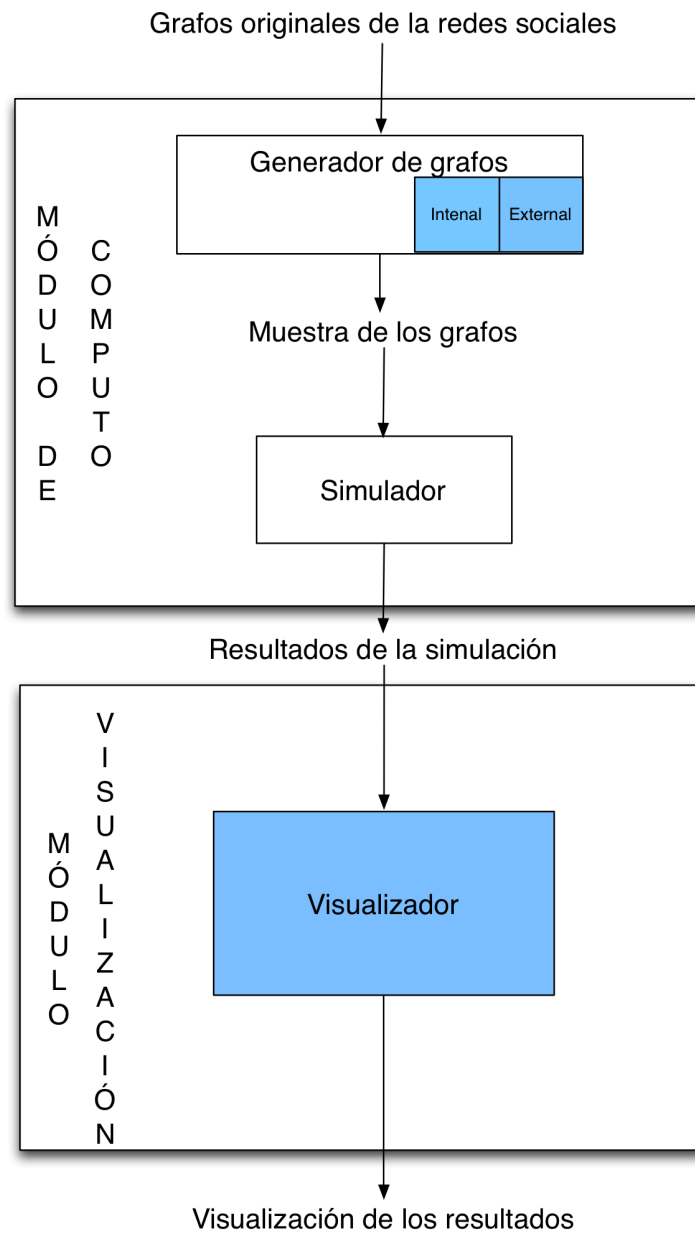 Grafos originales de la redes sociales
MÓDULO DE
COMPUTO
Generador de grafos
Intenal
External
Muestra de los grafos
Simulador
Resultados de la simulación
MÓDULO
VISUALIZACIÓN
Visualizador
Visualización de los resultados